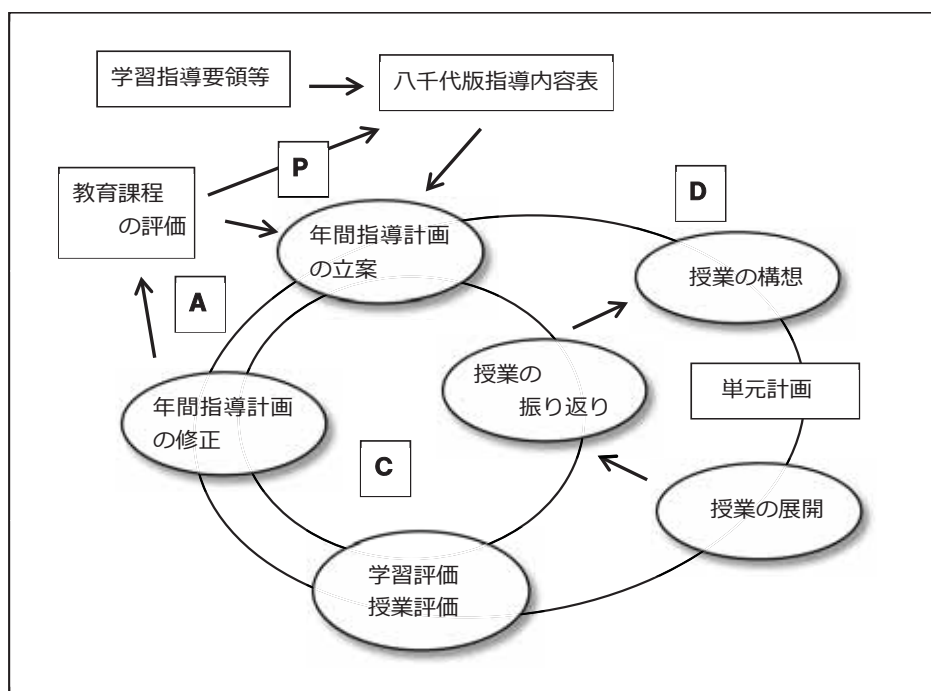 学習指導要領等
八千代版指導内容表
P
D
教育課程
の評価
年間指導計画
の立案
授業の構想
A
授業の
振り返り
単元計画
年間指導計画
の修正
C
授業の展開
学習評価
授業評価